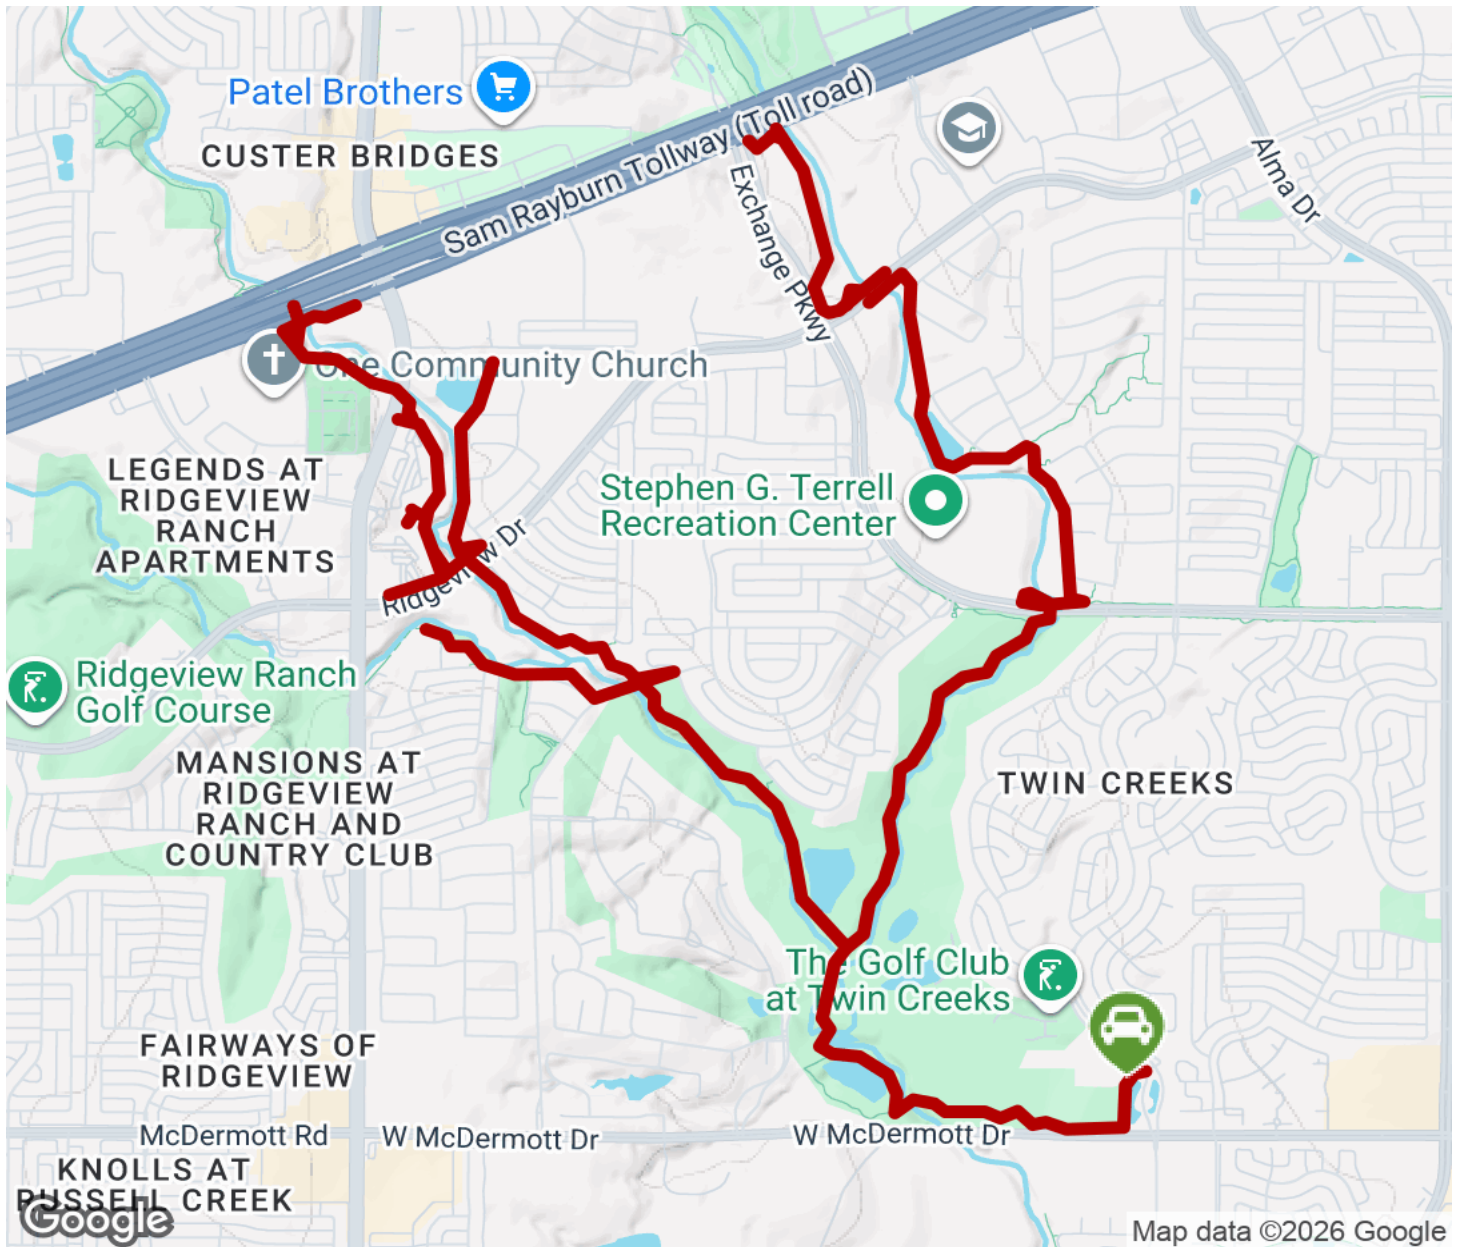 Patel Brothers
CUSTER BRIDGES
Sam Rayburn Tollway (Toll road)
Exchange Pkwy
Alma Dr
One Community Church
LEGENDS AT
RIDGEVIEW
RANCH
APARTMENTS
Stephen G. Terrell
Recreation Center
Ridgeview Dr
Ridgeview Ranch
Golf Course
MANSIONS AT
RIDGEVIEW
RANCH AND
COUNTRY CLUB
TWIN CREEKS
The Golf Club
at Twin Creeks
FAIRWAYS OF
RIDGEVIEW
McDermott Rd
W McDermott Dr
W McDermott Dr
KNOLLS AT
RUSSELL CREEK
Google
Map data ©2026 Google